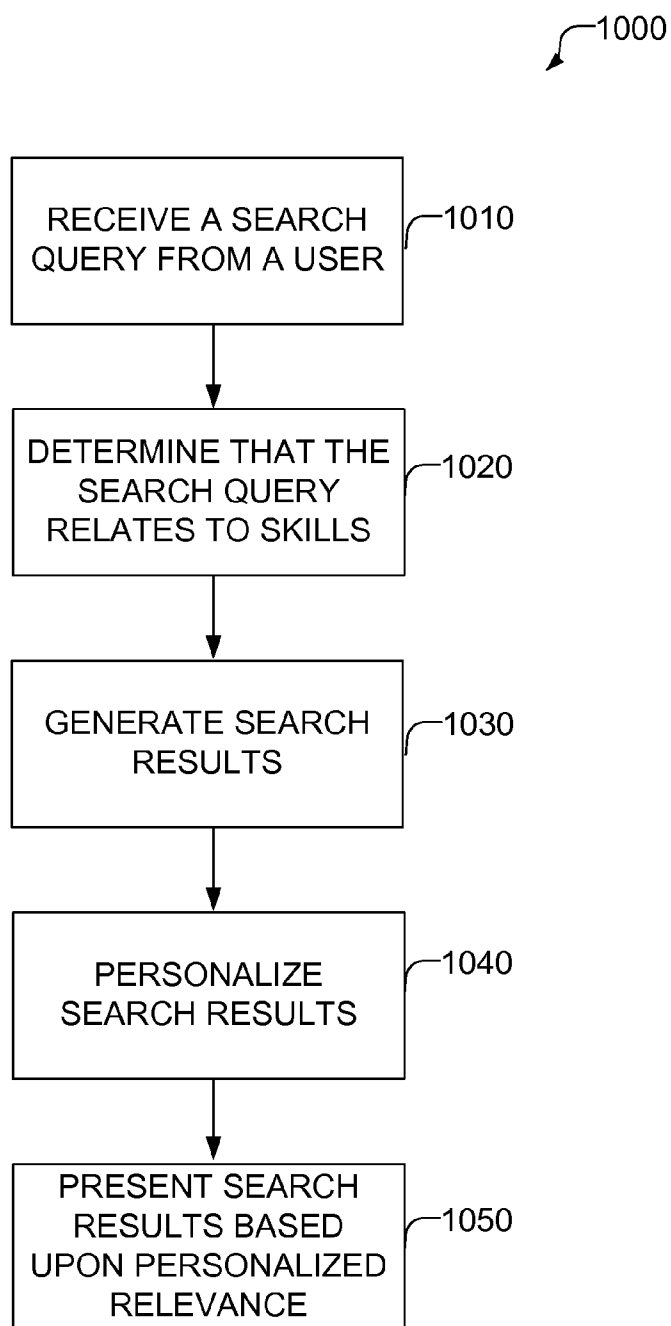 1000
RECEIVE A SEARCH
QUERY FROM A USER
1010
DETERMINE THAT THE
SEARCH QUERY
RELATES TO SKILLS
1020
GENERATE SEARCH
RESULTS
1030
PERSONALIZE
SEARCH RESULTS
1040
PRESENT SEARCH
RESULTS BASED
UPON PERSONALIZED
RELEVANCE
1050